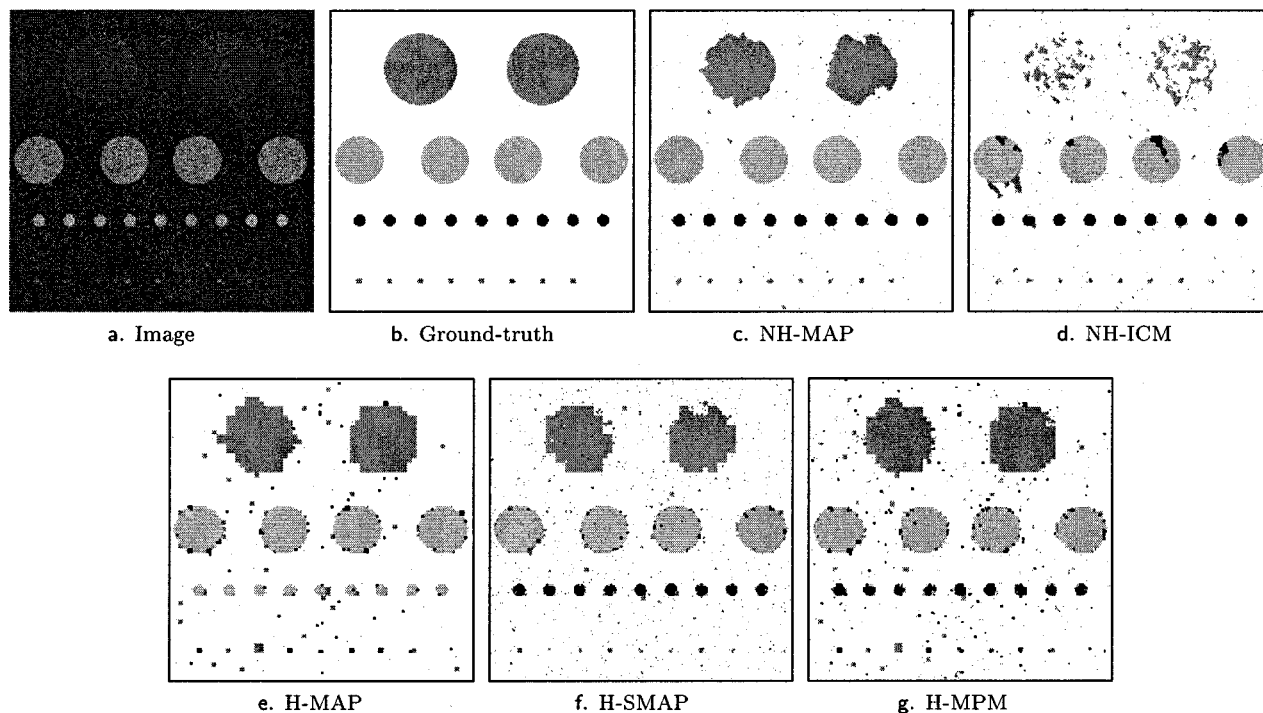 a. Image
b. Ground-truth
c. NH-MAP
d. NH-ICM
e. H-MAP
f. H-SMAP
g. H-MPM